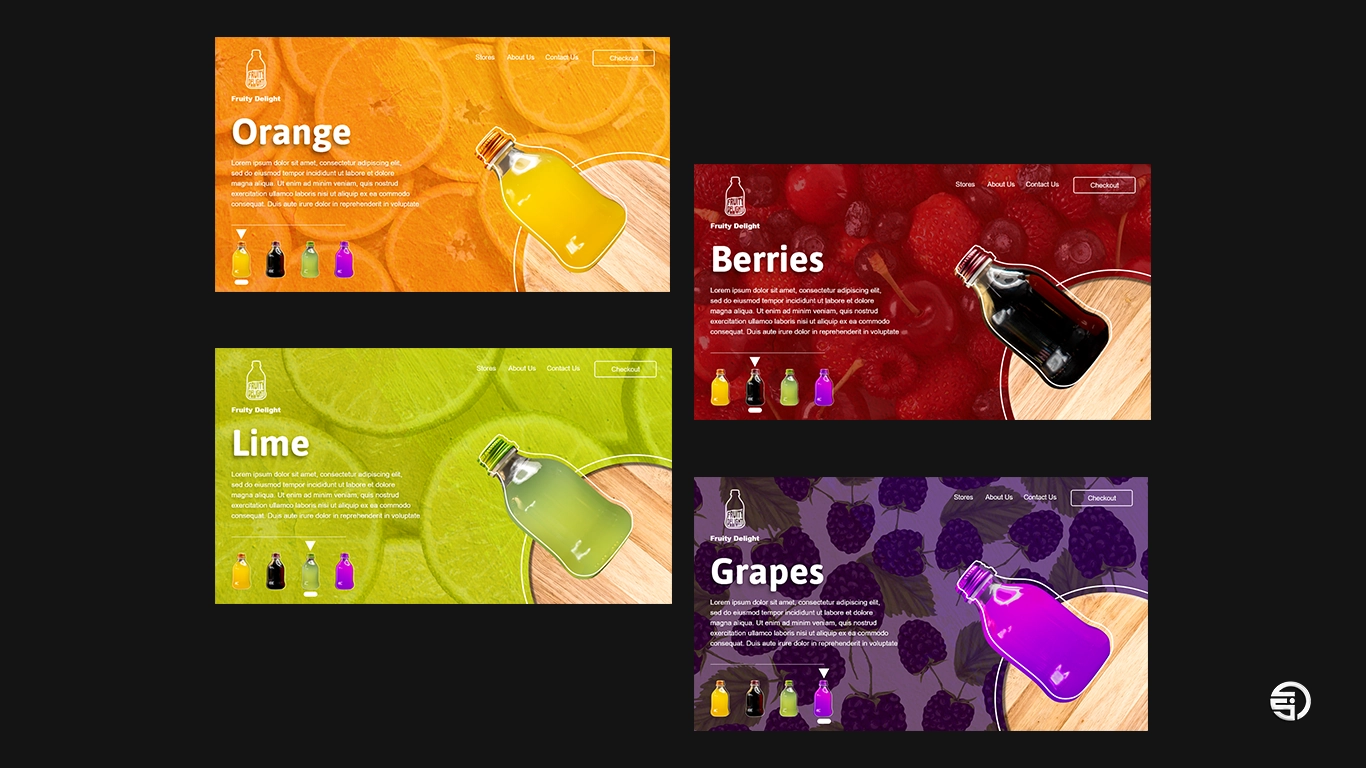 FRUITY
DELIGHT
Fruity Delight
Stores
About Us
Contact Us
Checkout
Orange
Lorem ipsum dolor sit amet, consectetur adipiscing elit,
sed do eiusmod tempor incididunt ut labore et dolore
magna aliqua. Ut enim ad minim veniam, quis nostrud
exercitation ullamco laboris nisi ut aliquip ex ea commodo
consequat. Duis aute irure dolor in reprehenderit in voluptate
FRUITY
DELIGHT
Fruity Delight
Stores
About Us
Contact Us
Checkout
Berries
Lorem ipsum dolor sit amet, consectetur adipiscing elit,
sed do eiusmod tempor incididunt ut labore et dolore
magna aliqua. Ut enim ad minim veniam, quis nostrud
exercitation ullamco laboris nisi ut aliquip ex ea commodo
consequat. Duis aute irure dolor in reprehenderit in voluptate
FRUITY
DELIGHT
Fruity Delight
Stores
About Us
Contact Us
Checkout
Lime
Lorem ipsum dolor sit amet, consectetur adipiscing elit,
sed do eiusmod tempor incididunt ut labore et dolore
magna aliqua. Ut enim ad minim veniam, quis nostrud
exercitation ullamco laboris nisi ut aliquip ex ea commodo
consequat. Duis aute irure dolor in reprehenderit in voluptate
FRUITY
DELIGHT
Fruity Delight
Stores
About Us
Contact Us
Checkout
Grapes
Lorem ipsum dolor sit amet, consectetur adipiscing elit,
sed do eiusmod tempor incididunt ut labore et dolore
magna aliqua. Ut enim ad minim veniam, quis nostrud
exercitation ullamco laboris nisi ut aliquip ex ea commodo
consequat. Duis aute irure dolor in reprehenderit in voluptate